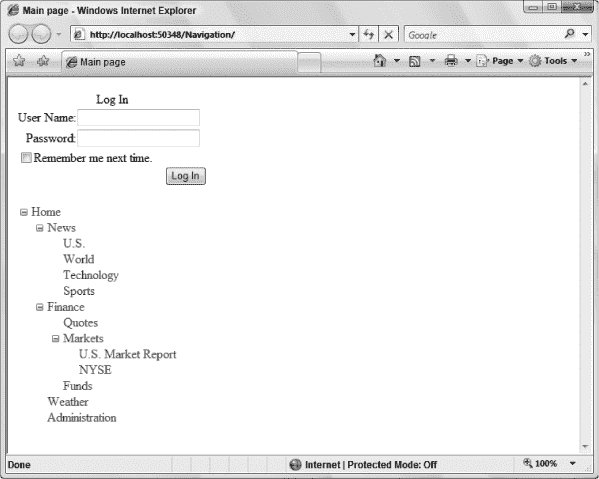 Main page - Windows Internet Explorer
http://localhost:50348/Navigation/
Google
Main page
Page
Tools
Log In
User Name:
Password:
Remember me next time.
Log In
Home
News
U.S.
World
Technology
Sports
Finance
Quotes
Markets
U.S. Market Report
NYSE
Funds
Weather
Administration
Done
Internet | Protected Mode: Off
100%